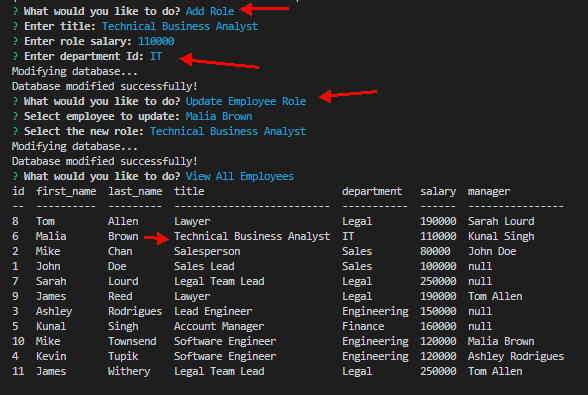 ? What would you like to do? Add Role
? Enter title: Technical Business Analyst
? Enter role salary: 110000
? Enter department Id: IT
Modifying database...
Database modified successfully!
? What would you like to do? Update Employee Role
? Select employee to update: Malia Brown
? Select the new role: Technical Business Analyst
Modifying database...
Database modified successfully!
? What would you like to do? View All Employees
id  first_name  last_name  title                       department   salary  manager
--  ----------  ---------  --------------------------  -----------  ------  ----------------
8   Tom         Allen      Lawyer                      Legal        190000  Sarah Lourd
6   Malia       Brown      Technical Business Analyst  IT           110000  Kunal Singh
2   Mike        Chan       Salesperson                 Sales        80000   John Doe
1   John        Doe        Sales Lead                  Sales        100000  null
7   Sarah       Lourd      Legal Team Lead             Legal        250000  null
9   James       Reed       Lawyer                      Legal        190000  Tom Allen
3   Ashley      Rodrigues  Lead Engineer               Engineering  150000  null
5   Kunal       Singh      Account Manager             Finance      160000  null
10  Mike        Townsend   Software Engineer           Engineering  120000  Malia Brown
4   Kevin       Tupik      Software Engineer           Engineering  120000  Ashley Rodrigues
11  James       Withery    Legal Team Lead             Legal        250000  Tom Allen